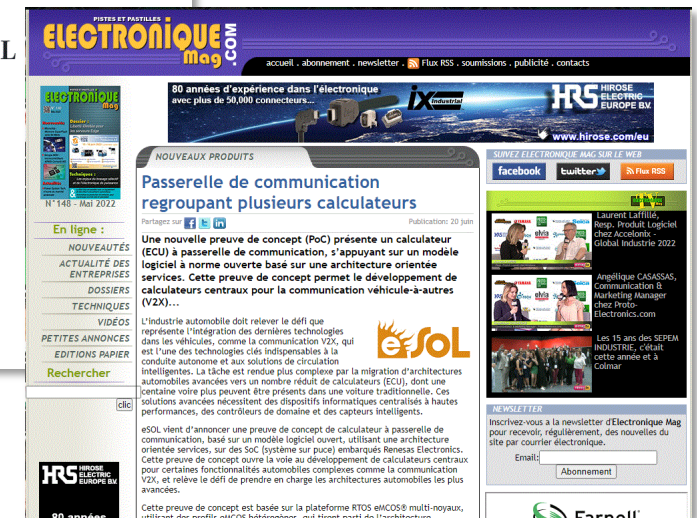 L
PISTES ET PASTILLES
ELECTRONIQUE
Mag
.COM
accueil . abonnement . newsletter . Flux RSS . soumissions . publicité . contacts
80 années d'expérience dans l'électronique
avec plus de 50,000 connecteurs...
iX Industrial
HRS HIROSE
ELECTRIC
EUROPE B.V.
www.hirose.com/eu
ELECTRONIQUE
Mag
N°148 - Mai 2022
En ligne :
NOUVEAUTÉS
ACTUALITÉ DES
ENTREPRISES
DOSSIERS
TECHNIQUES
VIDÉOS
PETITES ANNONCES
EDITIONS PAPIER
Rechercher
clic
HRS HIROSE
ELECTRIC
EUROPE B.V.
80 années
NOUVEAUX PRODUITS
Passerelle de communication
regroupant plusieurs calculateurs
Partagez sur
Publication: 20 juin
Une nouvelle preuve de concept (PoC) présente un calculateur
(ECU) à passerelle de communication, s'appuyant sur un modèle
logiciel à norme ouverte basé sur une architecture orientée
services. Cette preuve de concept permet le développement de
calculateurs centraux pour la communication véhicule-à-autres
(V2X)...
L'industrie automobile doit relever le défi que
représente l'intégration des dernières technologies
dans les véhicules, comme la communication V2X, qui
est l'une des technologies clés indispensables à la
conduite autonome et aux solutions de circulation
intelligentes. La tâche est rendue plus complexe par la migration d'architectures
automobiles avancées vers un nombre réduit de calculateurs (ECU), dont une
centaine voire plus peuvent être présents dans une voiture traditionnelle. Ces
solutions avancées nécessitent des dispositifs informatiques centralisés à hautes
performances, des contrôleurs de domaine et des capteurs intelligents.
eSOL
eSOL vient d'annoncer une preuve de concept de calculateur à passerelle de
communication, basé sur un modèle logiciel ouvert, utilisant une architecture
orientée services, sur des SoC (système sur puce) embarqués Renesas Electronics.
Cette preuve de concept ouvre la voie au développement de calculateurs centraux
pour certaines fonctionnalités automobiles complexes comme la communication
V2X, et relève le défi de prendre en charge les architectures automobiles les plus
avancées.
Cette preuve de concept est basée sur la plateforme RTOS eMCOS® multi-noyaux,
utilisant des profils eMCOS hétérogènes, qui tirent parti de l'architecture
SUIVEZ ELECTRONIQUE MAG SUR LE WEB
facebook
twitter
Flux RSS
Laurent Laffillé,
Resp. Produit Logiciel
chez Accelonix -
Global Industrie 2022
Angélique CASASSAS,
Communication &
Marketing Manager
chez Proto-
Electronics.com
Les 15 ans des SEPEM
INDUSTRIE, c'était
cette année et à
Colmar
NEWSLETTER
Inscrivez-vous a la newsletter d'Electronique Mag
pour recevoir, régulièrement, des nouvelles du
site par courrier électronique.
Email:
Abonnement
Farnell